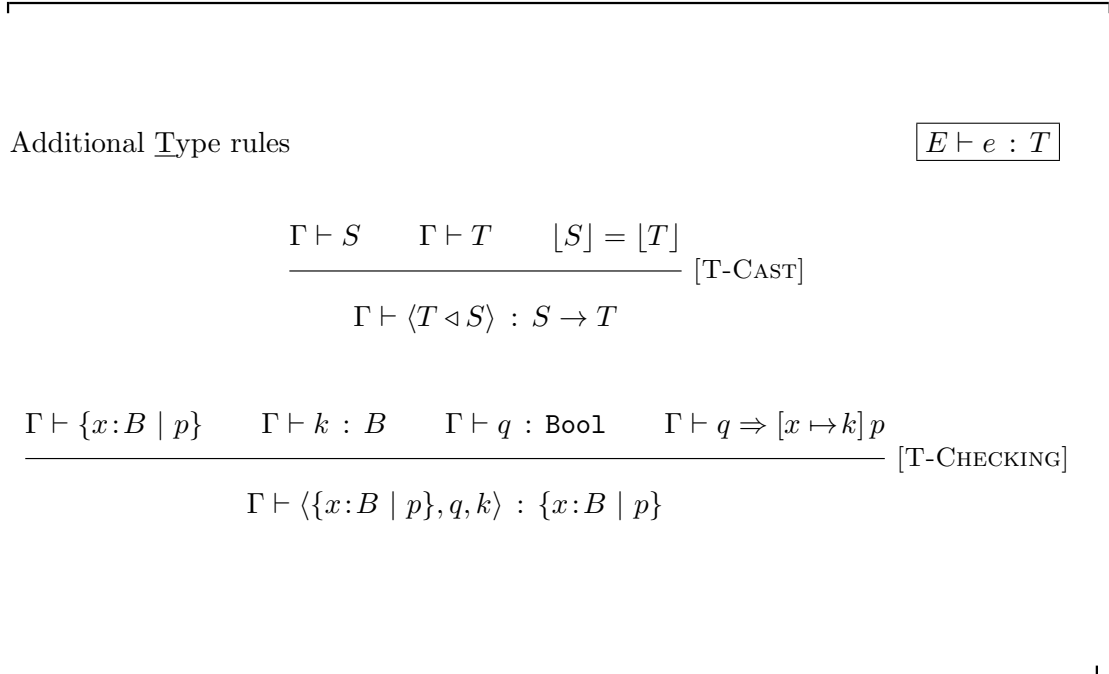 Additional Type rules E ⊢ e : T
Γ ⊢ S Γ ⊢ T ⌊S⌋ = ⌊T⌋
[T-Cast]
Γ ⊢ ⟨T ◃ S⟩ : S → T
Γ ⊢ {x:B | p} Γ ⊢ k : B Γ ⊢ q : Bool Γ ⊢ q ⇒ [x ↦ k] p
[T-Checking]
Γ ⊢ ⟨{x:B | p}, q, k⟩ : {x:B | p}